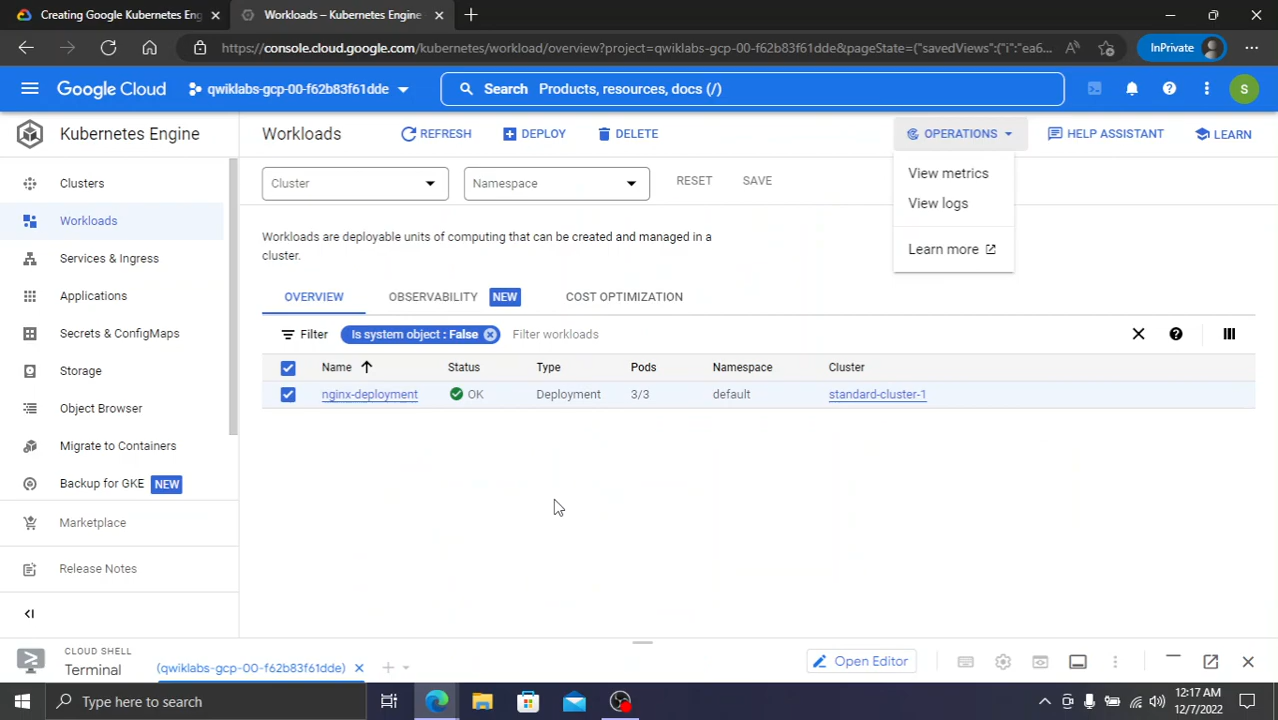 Creating Google Kubernetes Eng
Workloads – Kubernetes Engine
https://console.cloud.google.com/kubernetes/workload/overview?project=qwiklabs-gcp-00-f62b83f61dde&pageState=("savedViews":("i":"ea6...
InPrivate
Google Cloud
qwiklabs-gcp-00-f62b83f61dde
Search Products, resources, docs (/)
S
Kubernetes Engine
Workloads
REFRESH
DEPLOY
DELETE
OPERATIONS
HELP ASSISTANT
LEARN
View metrics
View logs
Learn more
Clusters
Workloads
Services & Ingress
Applications
Secrets & ConfigMaps
Storage
Object Browser
Migrate to Containers
Backup for GKE NEW
Marketplace
Release Notes
Cluster
Namespace
RESET
SAVE
Workloads are deployable units of computing that can be created and managed in a
cluster.
OVERVIEW
OBSERVABILITY NEW
COST OPTIMIZATION
Filter
Is system object : False
Filter workloads
Name Status Type Pods Namespace Cluster
nginx-deployment OK Deployment 3/3 default standard-cluster-1
CLOUD SHELL
Terminal
(qwiklabs-gcp-00-f62b83f61dde)
Open Editor
Type here to search
12:17 AM
12/7/2022